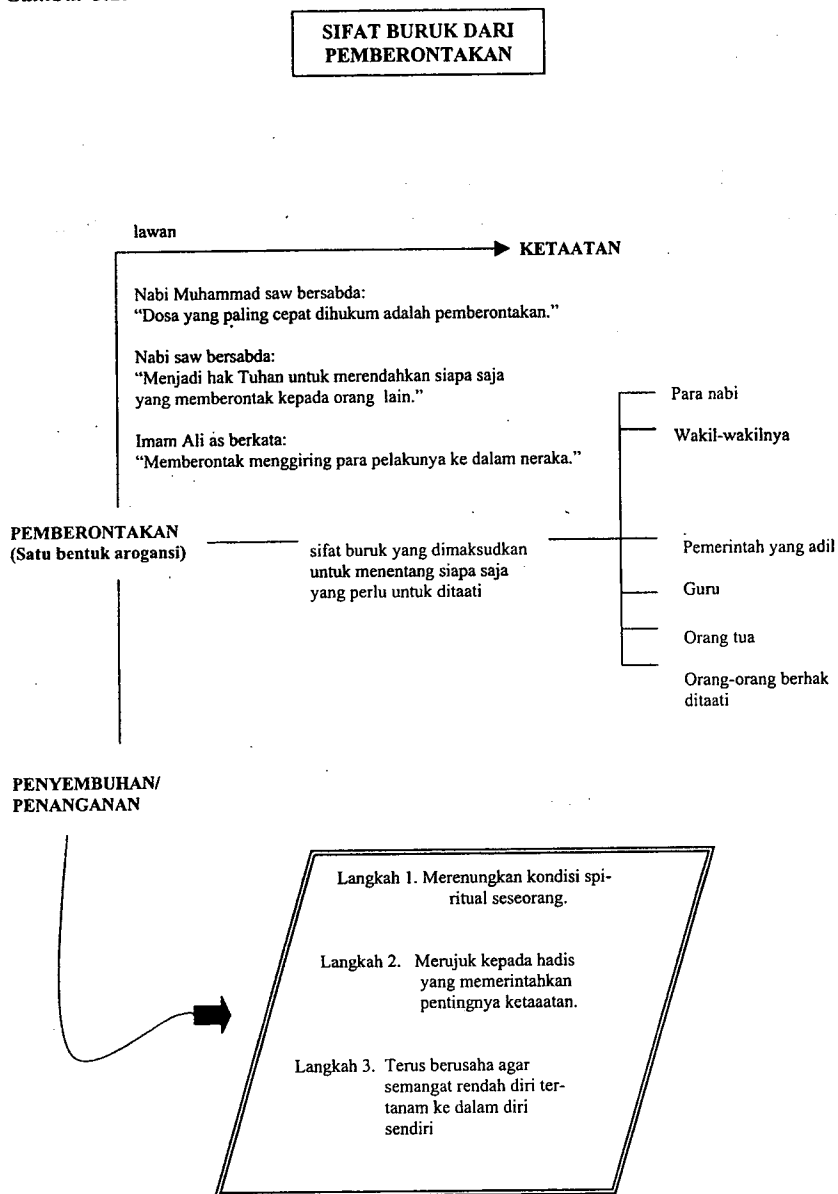 SIFAT BURUK DARI
PEMBERONTAKAN
lawan
KETAATAN
Nabi Muhammad saw bersabda:
“Dosa yang paling cepat dihukum adalah pemberontakan.”
Nabi saw bersabda:
“Menjadi hak Tuhan untuk merendahkan siapa saja
yang memberontak kepada orang lain.”
Imam Ali as berkata:
“Memberontak menggiring para pelakunya ke dalam neraka.”
PEMBERONTAKAN
(Satu bentuk arogansi)
sifat buruk yang dimaksudkan
untuk menentang siapa saja
yang perlu untuk ditaati
Para nabi
Wakil-wakilnya
Pemerintah yang adil
Guru
Orang tua
Orang-orang berhak
ditaati
PENYEMBUHAN/
PENANGANAN
Langkah 1. Merenungkan kondisi spi-
ritual seseorang.
Langkah 2. Merujuk kepada hadis
yang memerintahkan
pentingnya ketaaatan.
Langkah 3. Terus berusaha agar
semangat rendah diri ter-
tanam ke dalam diri
sendiri